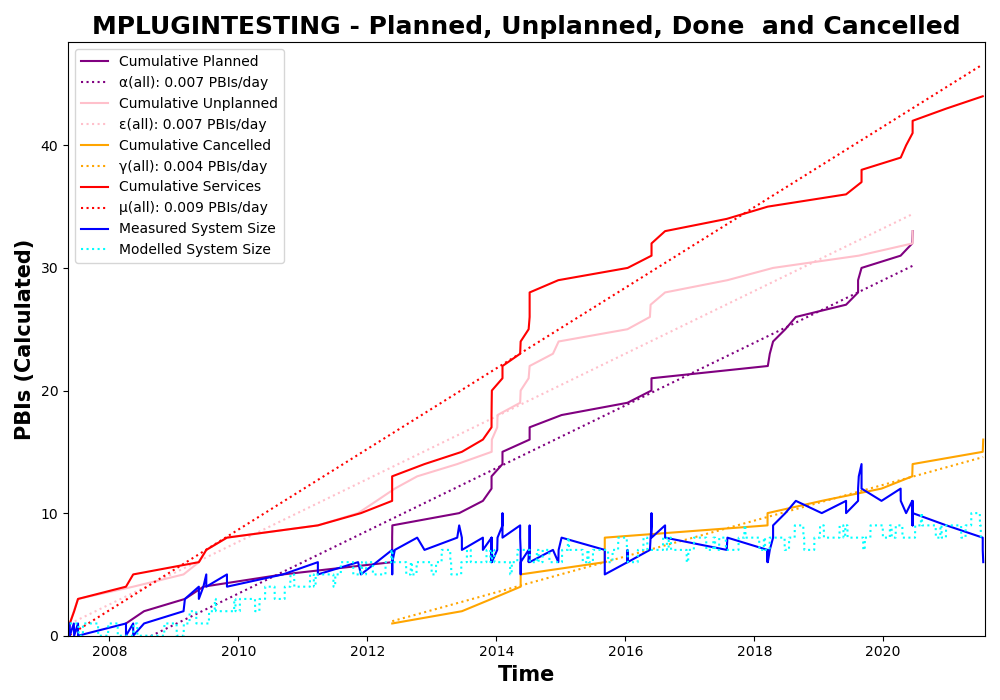 MPLUGINTESTING - Planned, Unplanned, Done  and Cancelled
Cumulative Planned
α(all): 0.007 PBIs/day
Cumulative Unplanned
ε(all): 0.007 PBIs/day
Cumulative Cancelled
γ(all): 0.004 PBIs/day
Cumulative Services
μ(all): 0.009 PBIs/day
Measured System Size
Modelled System Size
PBIs (Calculated)
40
30
20
10
0
2008 2010 2012 2014 2016 2018 2020
Time